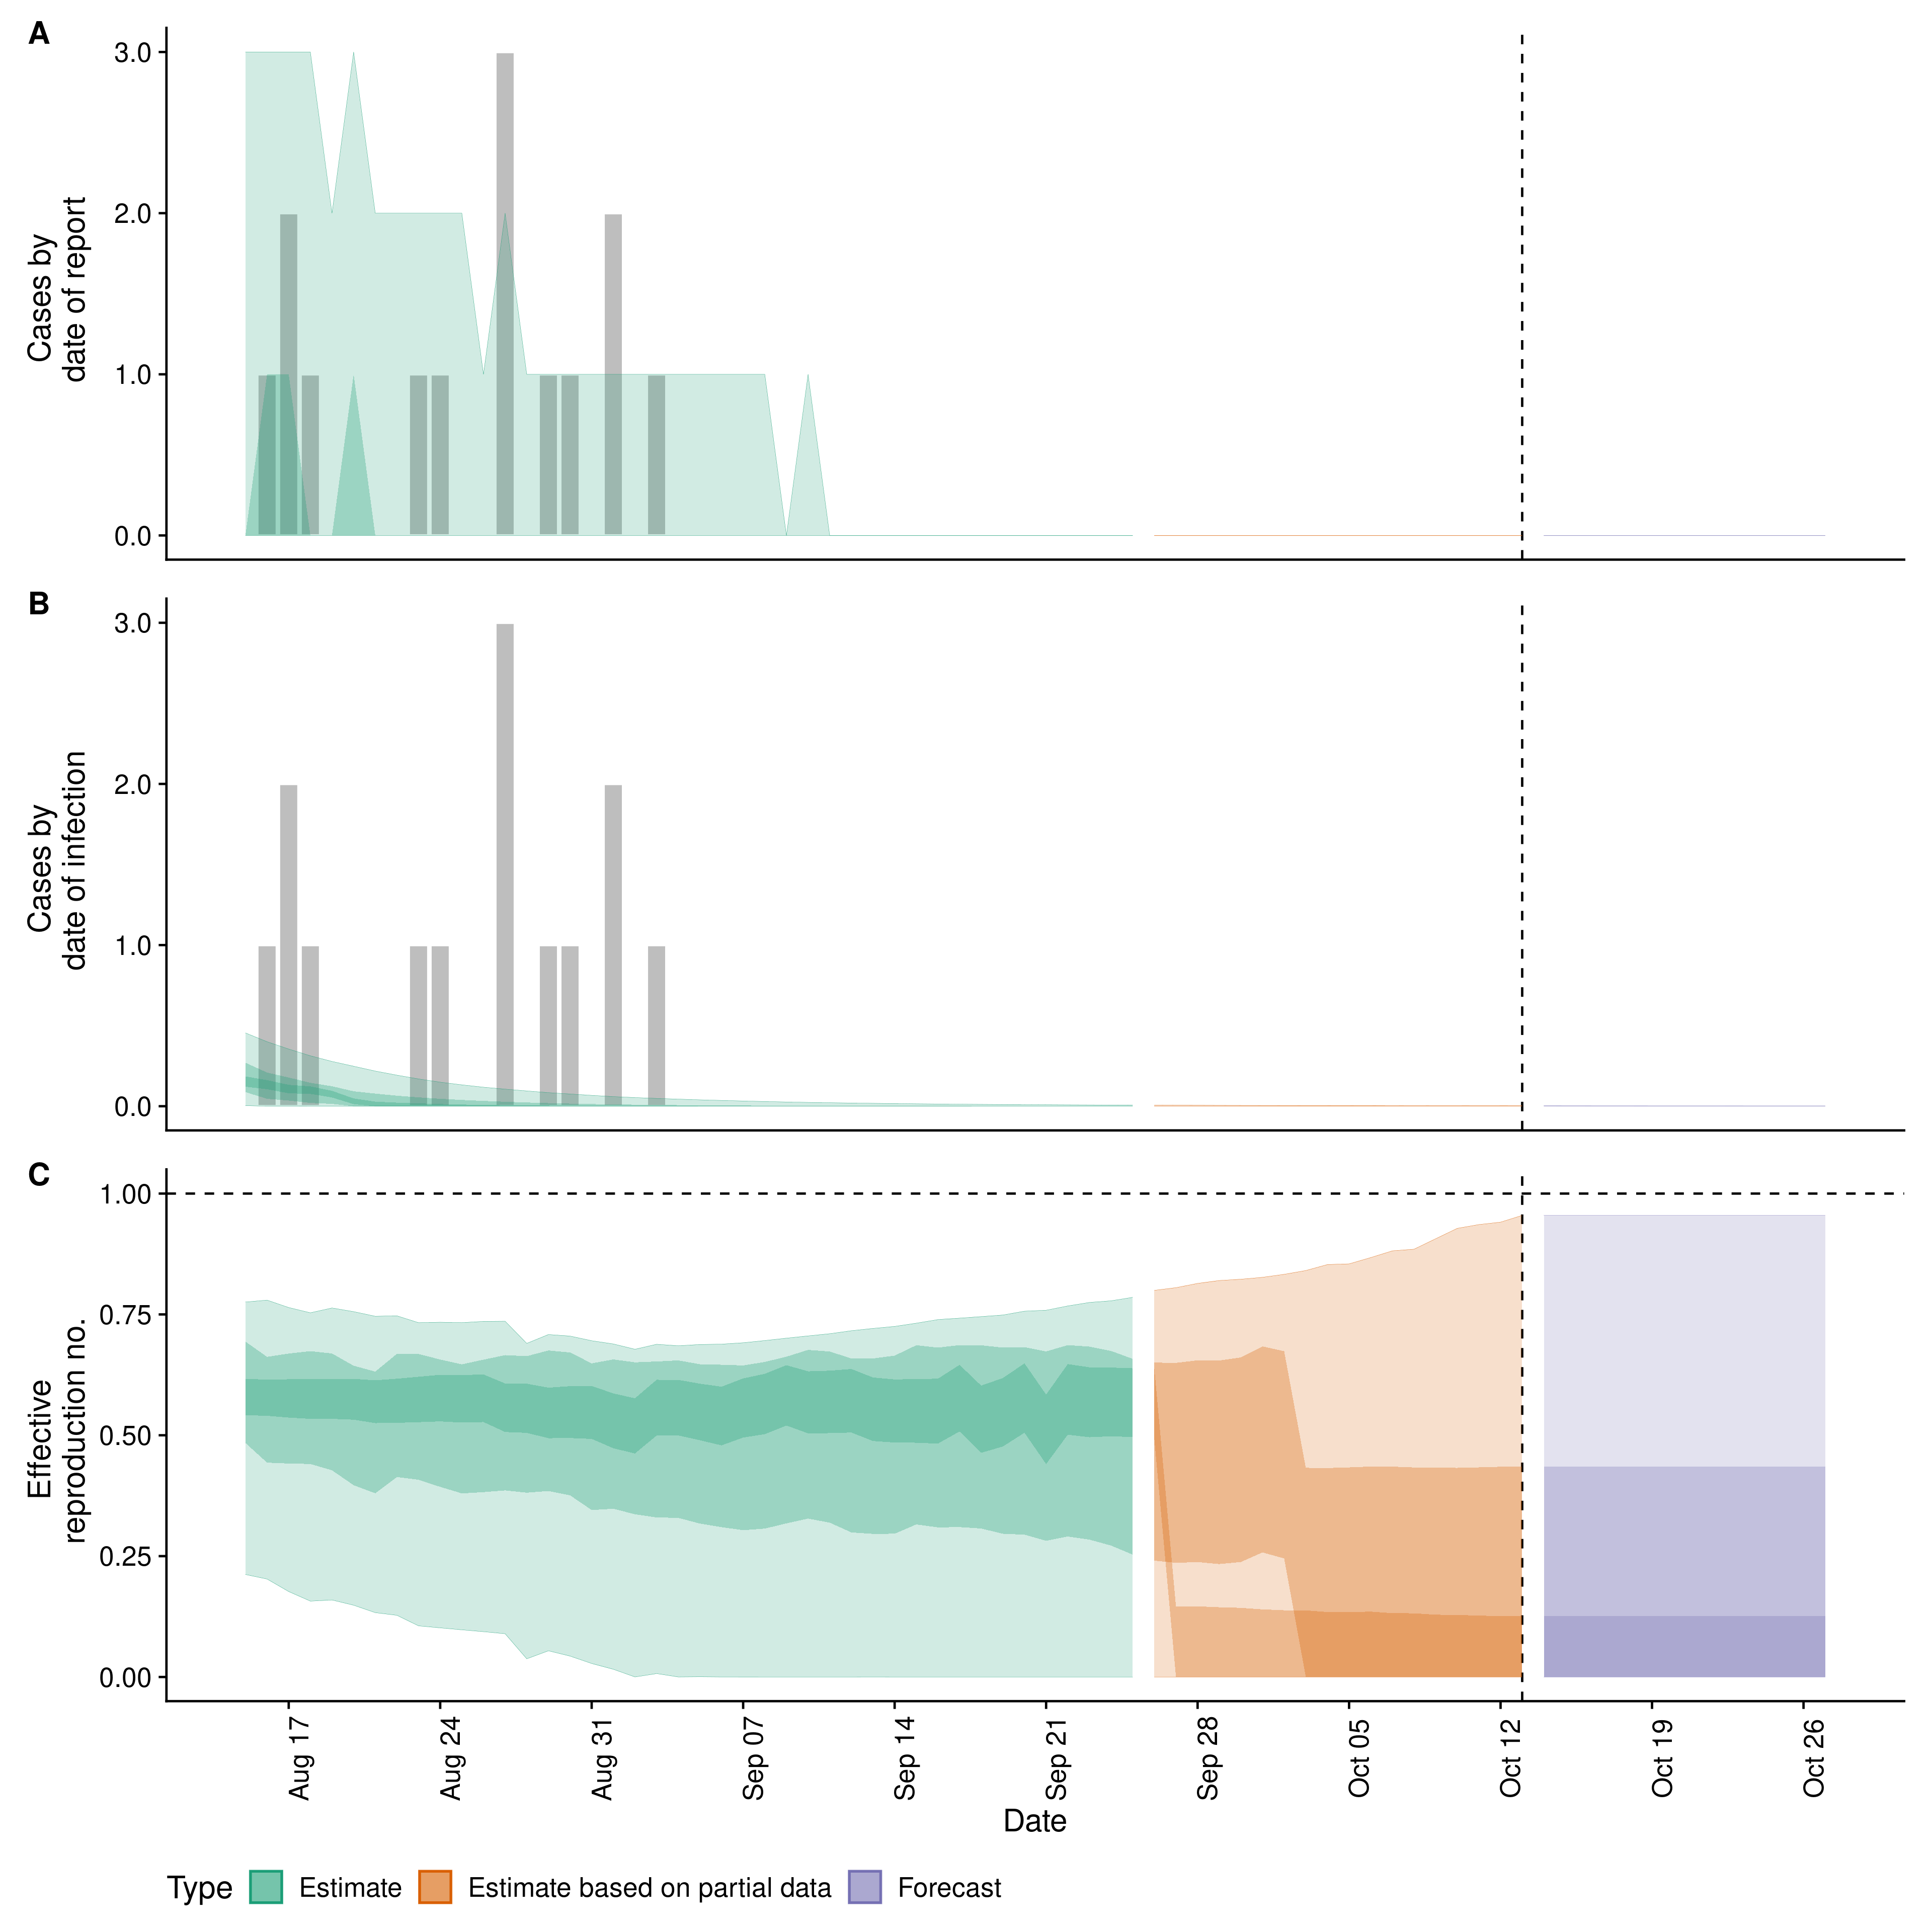 A
Cases by
date of report
3.0
2.0
1.0
0.0
B
Cases by
date of infection
3.0
2.0
1.0
0.0
C
Effective
reproduction no.
1.00
0.75
0.50
0.25
0.00
Aug 17
Aug 24
Aug 31
Sep 07
Sep 14
Sep 21
Sep 28
Oct 05
Oct 12
Oct 19
Oct 26
Date
Type Estimate Estimate based on partial data Forecast